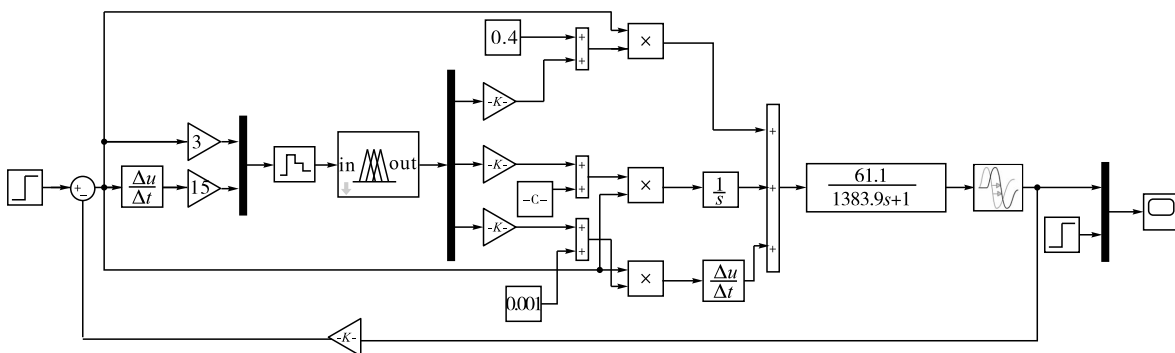 0.4
+
+
×
-K-
3
in
out
+
-
Δu
Δt
15
-K-
-C-
+
+
×
1
s
+
+
+
61.1
1383.9s+1
-K-
+
+
0.001
×
Δu
Δt
-K-